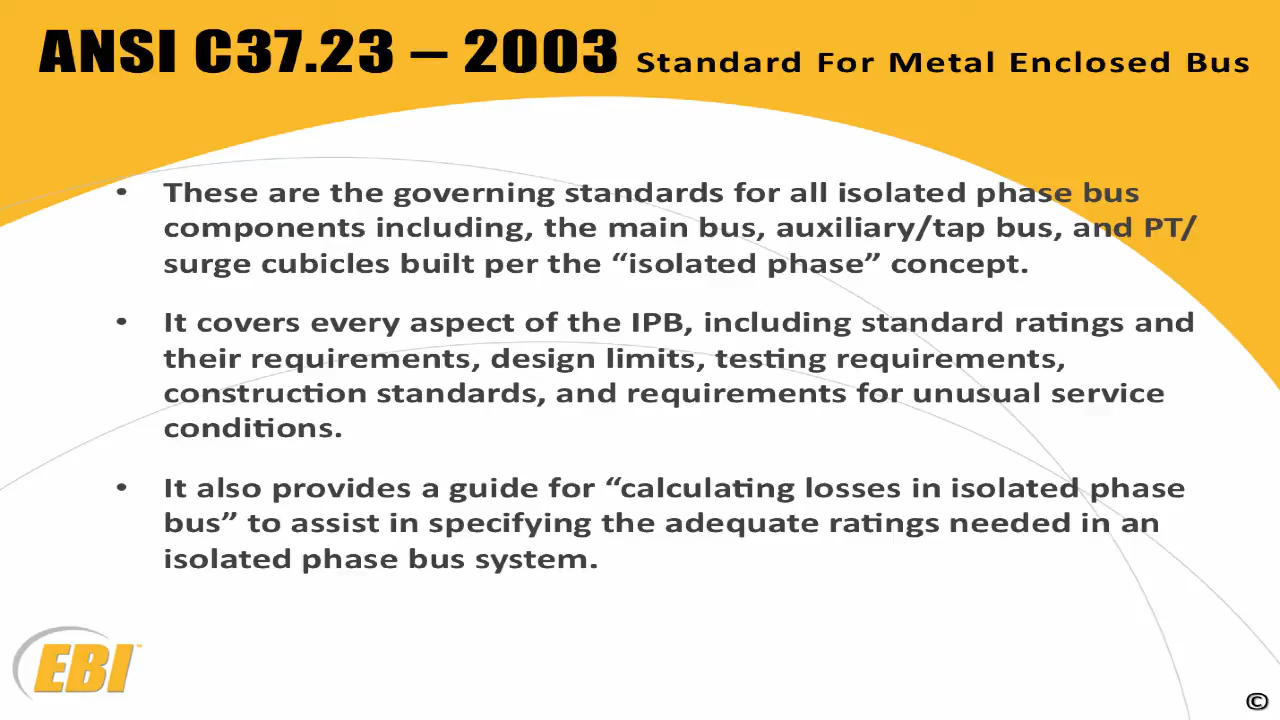 ANSI C37.23 – 2003 Standard For Metal Enclosed Bus
• These are the governing standards for all isolated phase bus
components including, the main bus, auxiliary/tap bus, and PT/
surge cubicles built per the “isolated phase” concept.
• It covers every aspect of the IPB, including standard ratings and
their requirements, design limits, testing requirements,
construction standards, and requirements for unusual service
conditions.
• It also provides a guide for “calculating losses in isolated phase
bus” to assist in specifying the adequate ratings needed in an
isolated phase bus system.
EBI™
©